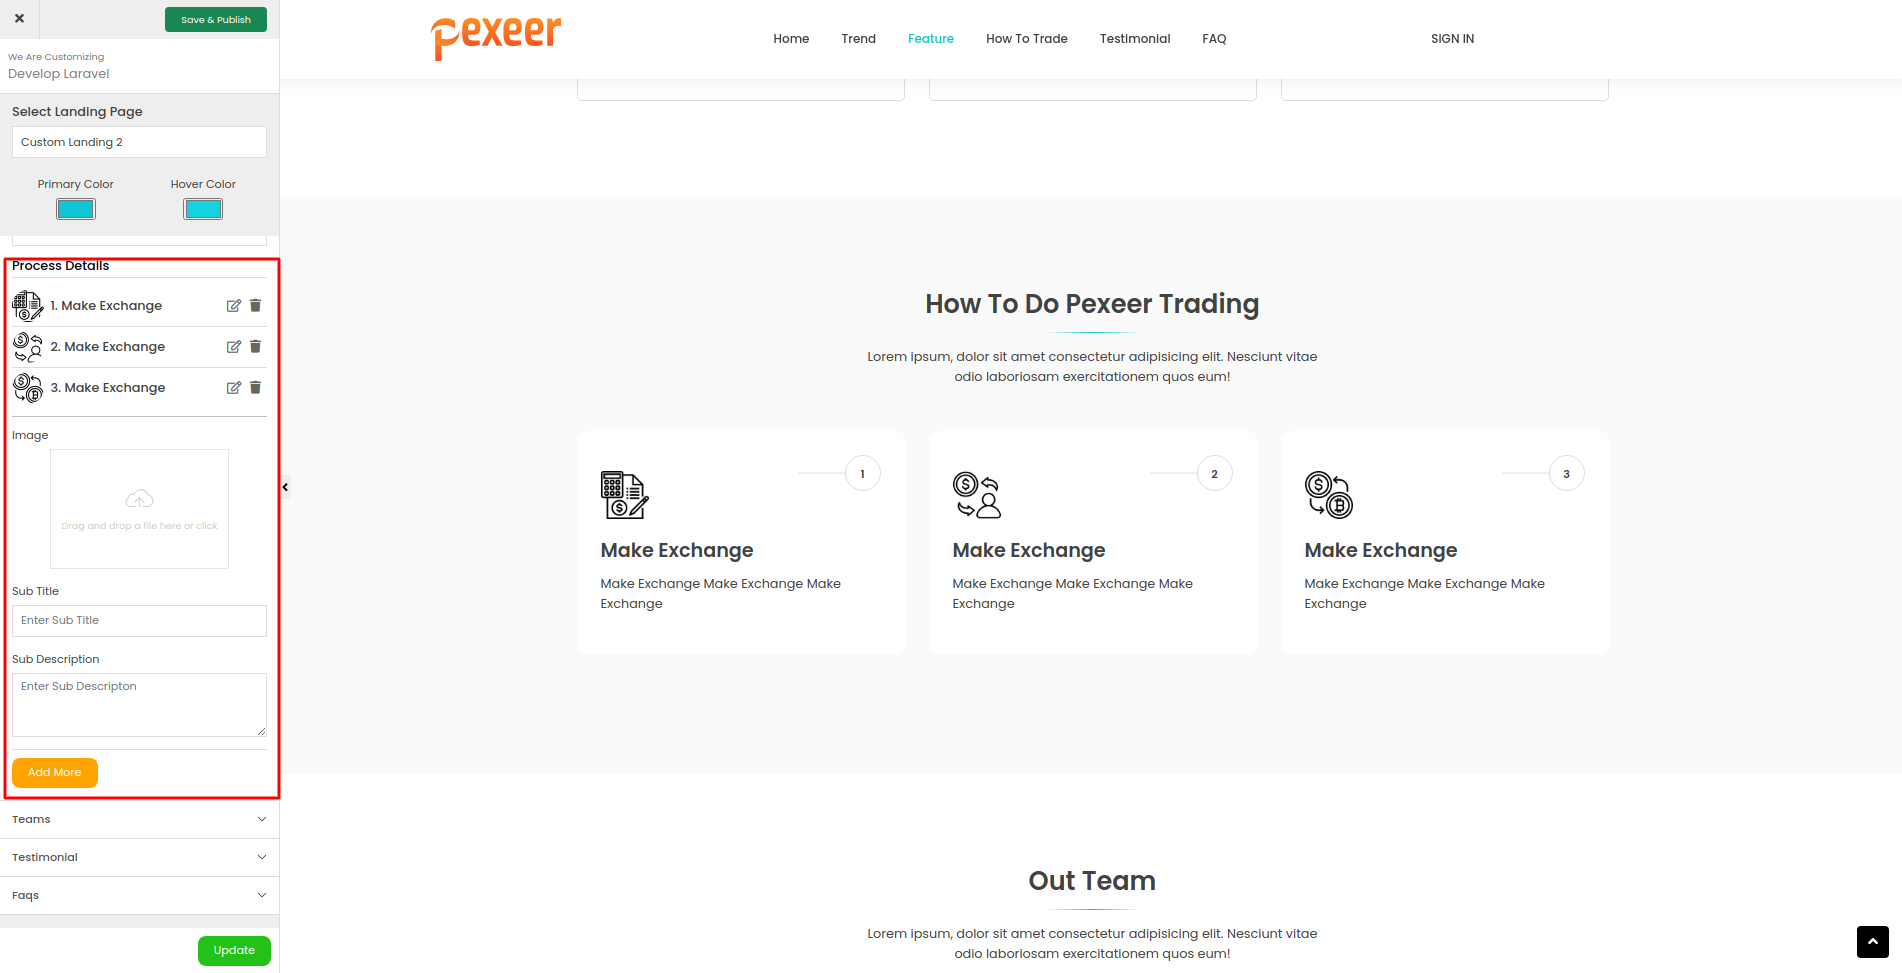 Save & Publish
We Are Customizing
Develop Laravel
Select Landing Page
Custom Landing 2
Primary Color
Hover Color
Process Details
1. Make Exchange
2. Make Exchange
3. Make Exchange
Image
Drag and drop a file here or click
Sub Title
Enter Sub Title
Sub Description
Enter Sub Descripton
Add More
Teams
Testimonial
Faqs
Update
pexeer
Home
Trend
Feature
How To Trade
Testimonial
FAQ
SIGN IN
How To Do Pexeer Trading
Lorem ipsum, dolor sit amet consectetur adipisicing elit. Nesciunt vitae
odio laboriosam exercitationem quos eum!
1
Make Exchange
Make Exchange Make Exchange Make
Exchange
2
Make Exchange
Make Exchange Make Exchange Make
Exchange
3
Make Exchange
Make Exchange Make Exchange Make
Exchange
Out Team
Lorem ipsum, dolor sit amet consectetur adipisicing elit. Nesciunt vitae
odio laboriosam exercitationem quos eum!